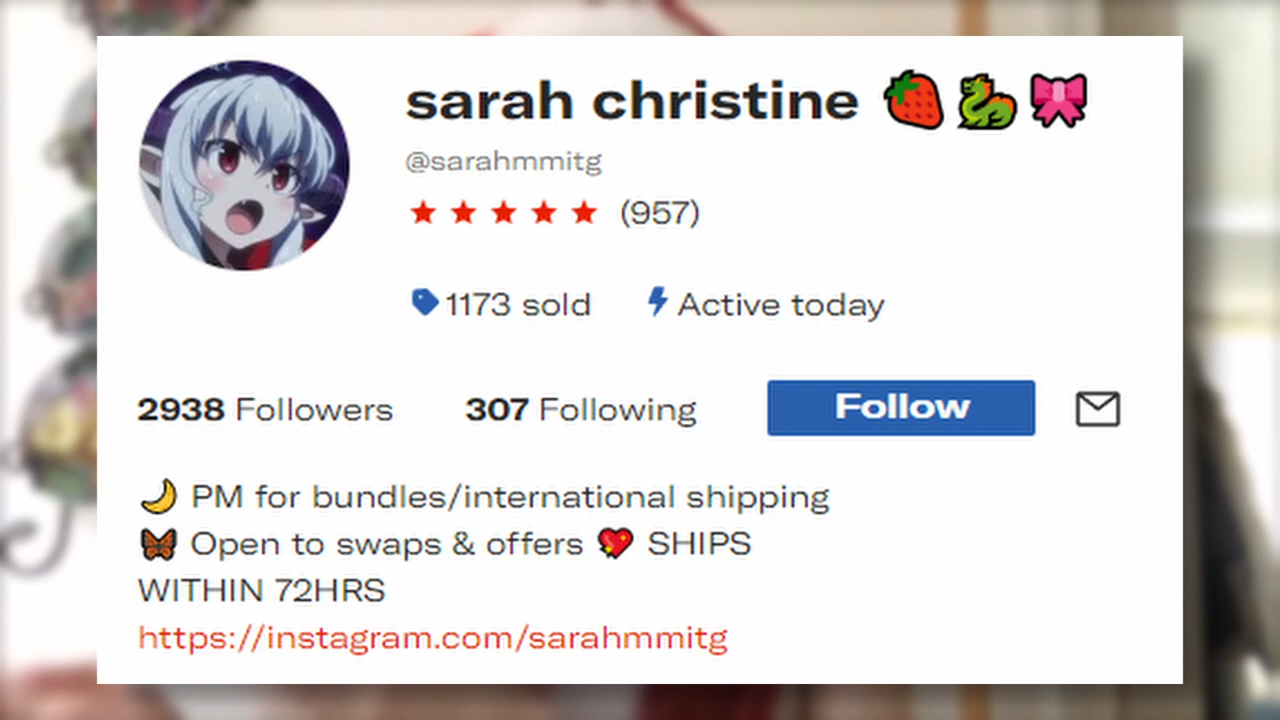 sarah christine 🍓🐉🎀
@sarahmmitg
★★★★★ (957)
1173 sold Active today
2938 Followers 307 Following Follow
🌙 PM for bundles/international shipping
🦋 Open to swaps & offers 💖 SHIPS
WITHIN 72HRS
https://instagram.com/sarahmmitg